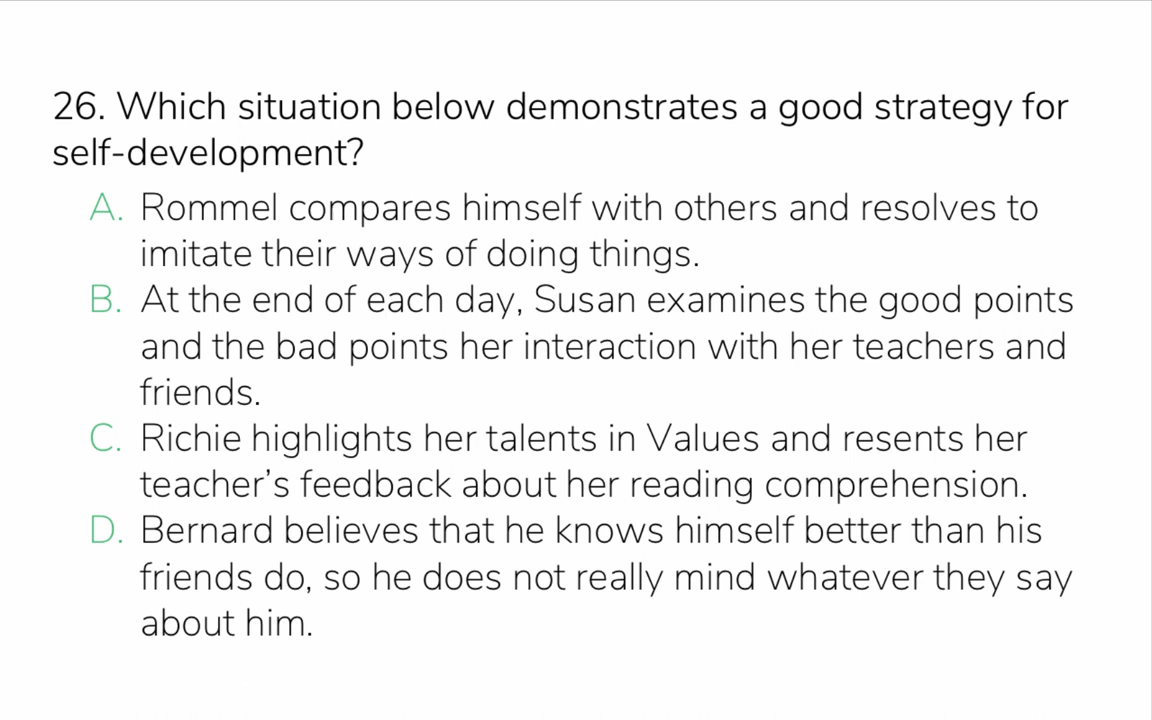 26. Which situation below demonstrates a good strategy for
self-development?
A. Rommel compares himself with others and resolves to
imitate their ways of doing things.
B. At the end of each day, Susan examines the good points
and the bad points her interaction with her teachers and
friends.
C. Richie highlights her talents in Values and resents her
teacher’s feedback about her reading comprehension.
D. Bernard believes that he knows himself better than his
friends do, so he does not really mind whatever they say
about him.